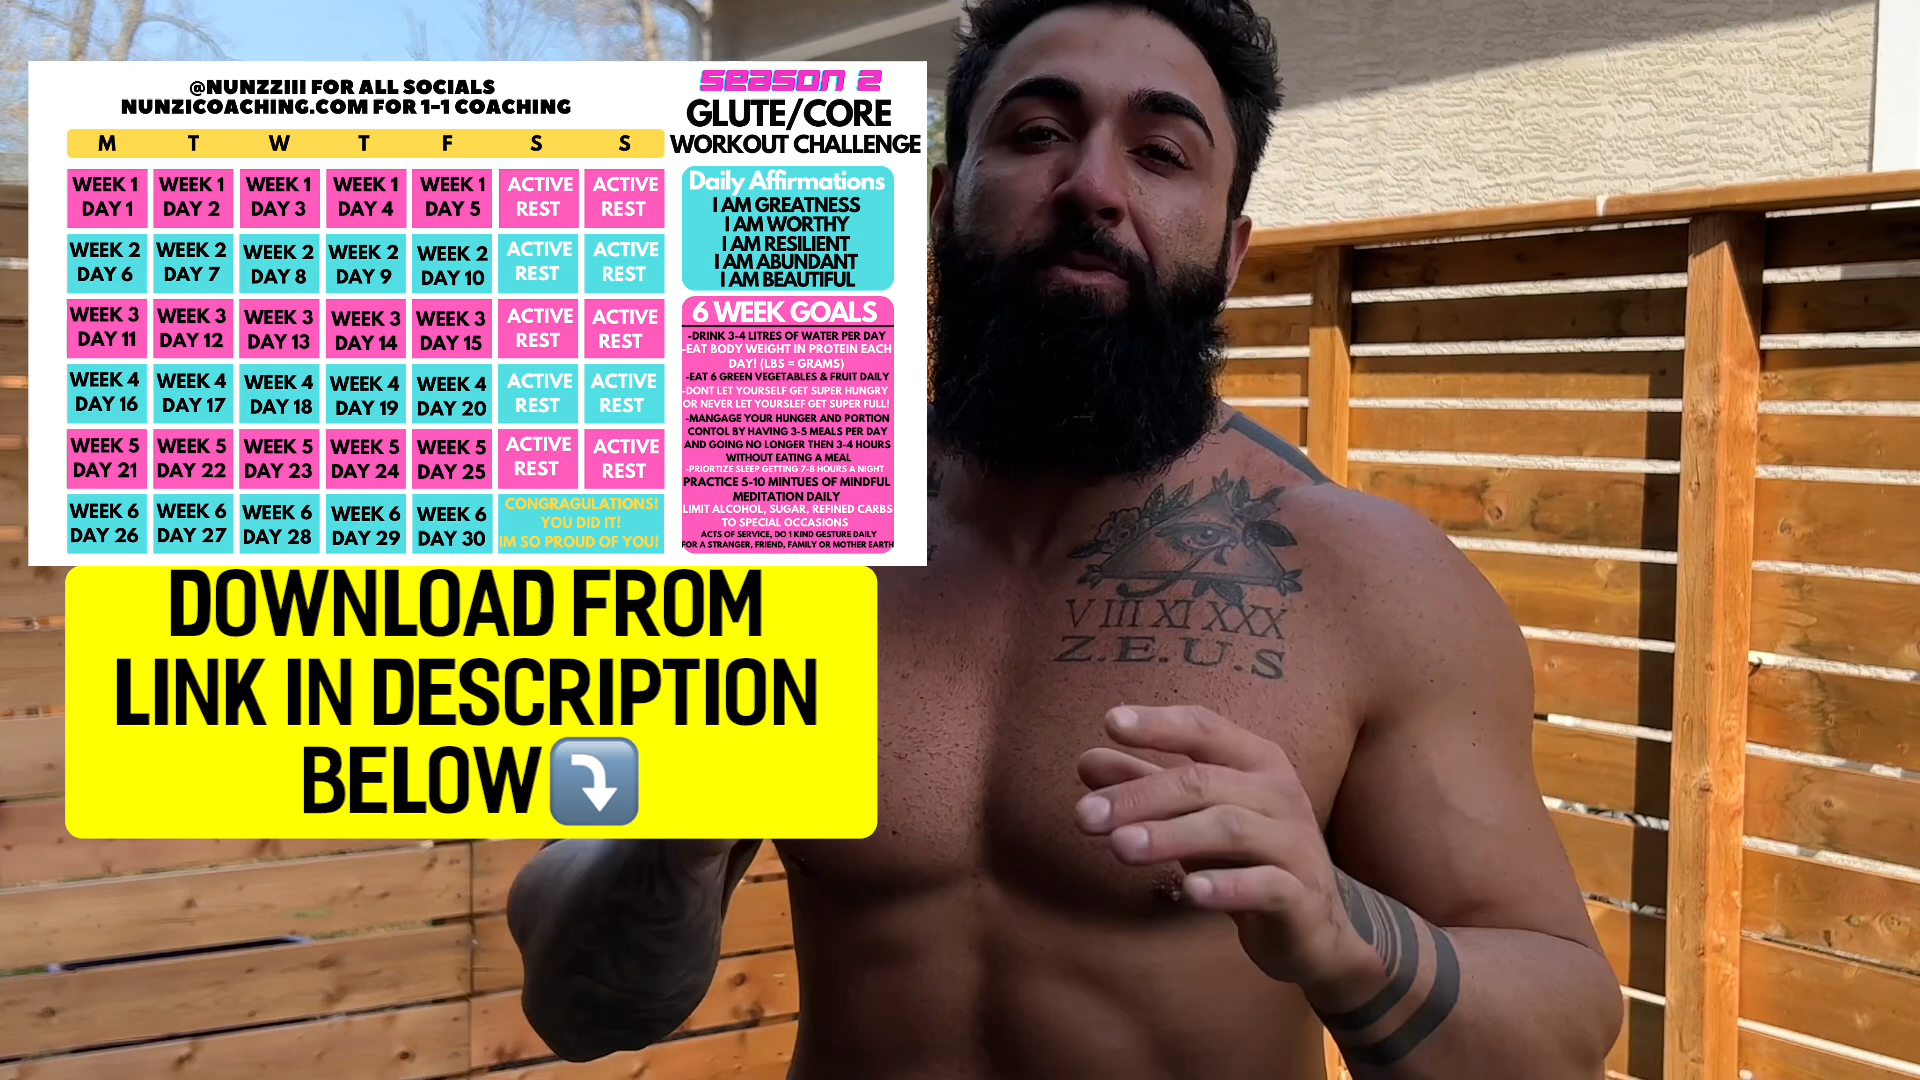 @NUNZZIII FOR ALL SOCIALS
NUNZICOACHING.COM FOR 1-1 COACHING
M T W T F S S
WEEK 1 WEEK 1 WEEK 1 WEEK 1 WEEK 1 ACTIVE ACTIVE
DAY 1 DAY 2 DAY 3 DAY 4 DAY 5 REST REST
WEEK 2 WEEK 2 WEEK 2 WEEK 2 WEEK 2 ACTIVE ACTIVE
DAY 6 DAY 7 DAY 8 DAY 9 DAY 10 REST REST
WEEK 3 WEEK 3 WEEK 3 WEEK 3 WEEK 3 ACTIVE ACTIVE
DAY 11 DAY 12 DAY 13 DAY 14 DAY 15 REST REST
WEEK 4 WEEK 4 WEEK 4 WEEK 4 WEEK 4 ACTIVE ACTIVE
DAY 16 DAY 17 DAY 18 DAY 19 DAY 20 REST REST
WEEK 5 WEEK 5 WEEK 5 WEEK 5 WEEK 5 ACTIVE ACTIVE
DAY 21 DAY 22 DAY 23 DAY 24 DAY 25 REST REST
WEEK 6 WEEK 6 WEEK 6 WEEK 6 WEEK 6
DAY 26 DAY 27 DAY 28 DAY 29 DAY 30
CONGRAGULATIONS!
YOU DID IT!
IM SO PROUD OF YOU!
SEASON 2
GLUTE/CORE
WORKOUT CHALLENGE
Daily Affirmations
I AM GREATNESS
I AM WORTHY
I AM RESILIENT
I AM ABUNDANT
I AM BEAUTIFUL
6 WEEK GOALS
-DRINK 3-4 LITRES OF WATER PER DAY
-EAT BODY WEIGHT IN PROTEIN EACH
DAY! (LBS = GRAMS)
-EAT 6 GREEN VEGETABLES & FRUIT DAILY
-DONT LET YOURSELF GET SUPER HUNGRY
OR NEVER LET YOURSLEF GET SUPER FULL!
-MANGAGE YOUR HUNGER AND PORTION
CONTOL BY HAVING 3-5 MEALS PER DAY
AND GOING NO LONGER THEN 3-4 HOURS
WITHOUT EATING A MEAL
-PRIORTIZE SLEEP GETTING 7-8 HOURS A NIGHT
PRACTICE 5-10 MINTUES OF MINDFUL
MEDITATION DAILY
LIMIT ALCOHOL, SUGAR, REFINED CARBS
TO SPECIAL OCCASIONS
ACTS OF SERVICE, DO 1 KIND GESTURE DAILY
FOR A STRANGER, FRIEND, FAMILY OR MOTHER EARTH
DOWNLOAD FROM
LINK IN DESCRIPTION
BELOW
V III XI XXX
Z.E.U.S